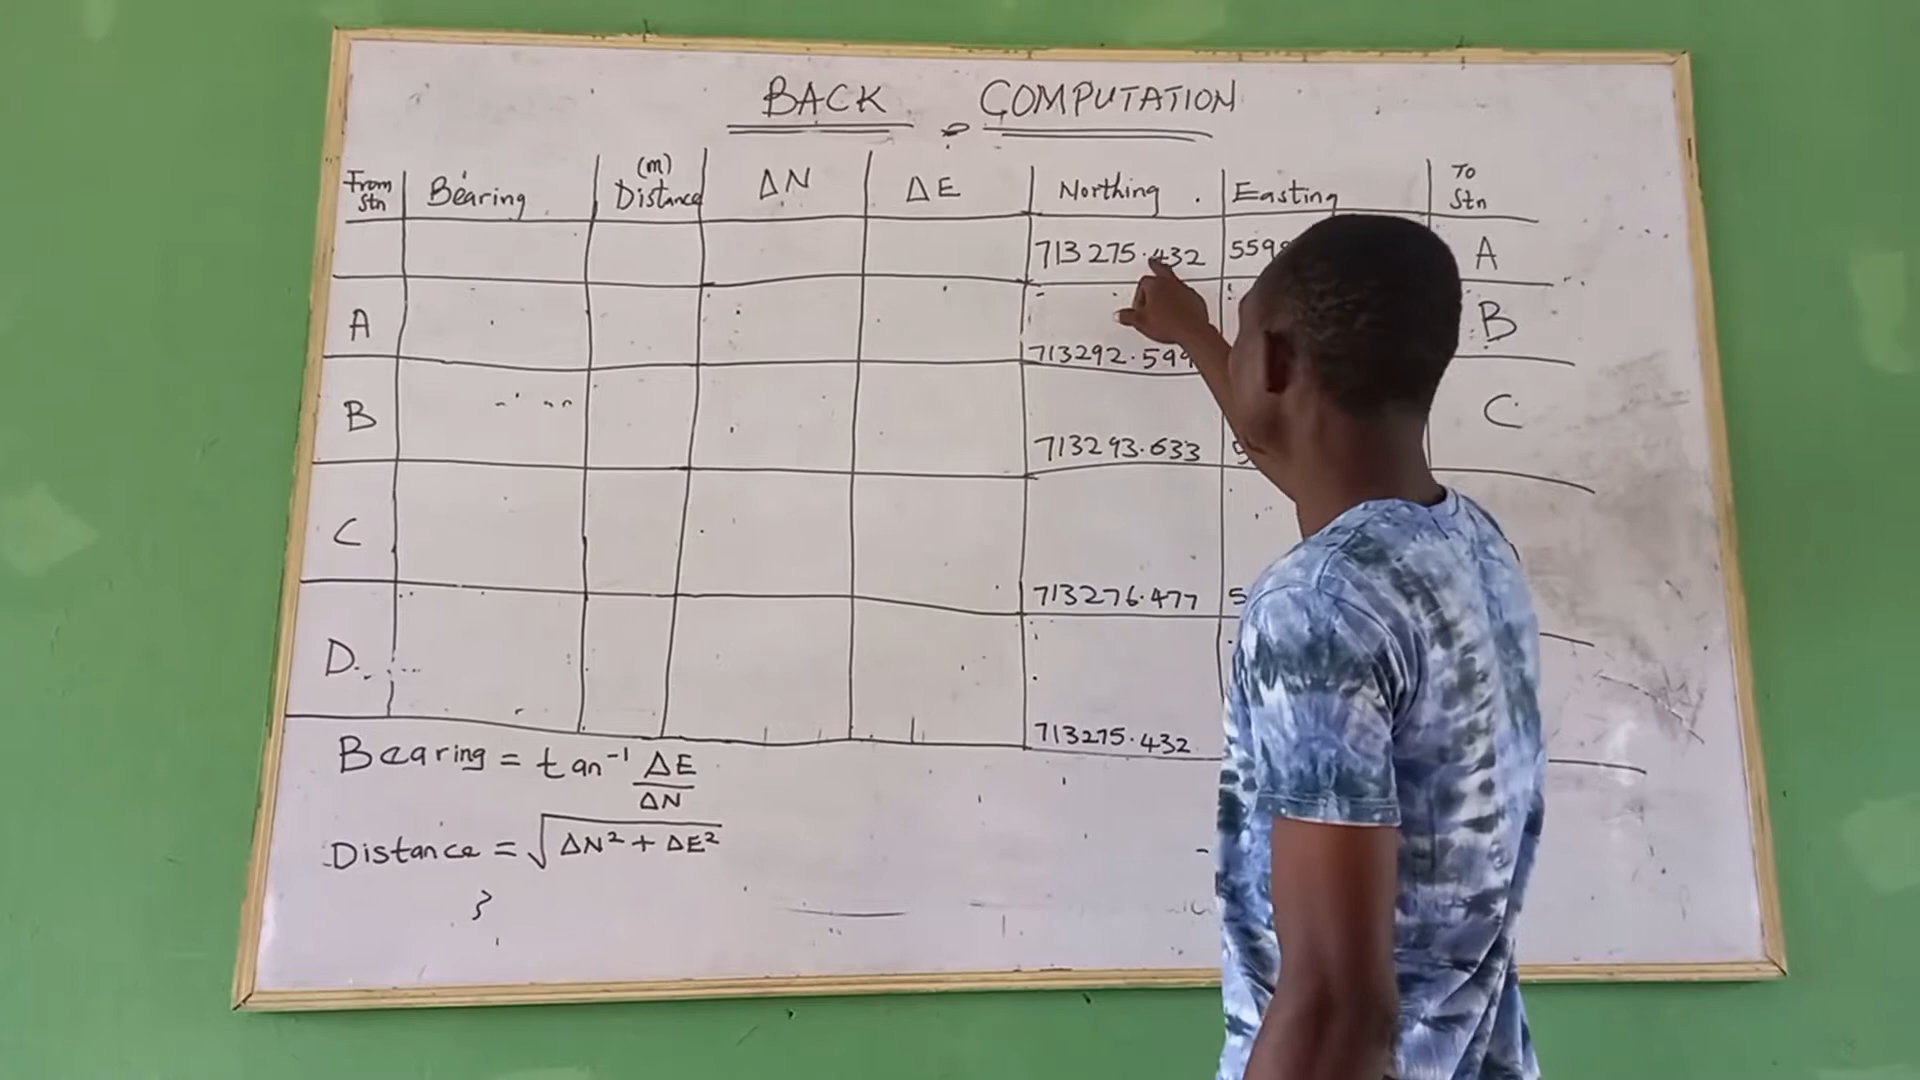 BACK COMPUTATION
From Stn Bearing (m) Distance ΔN ΔE Northing Easting To Stn
713275.432 A
A 713292.599 B
B 713293.633 C
C 713276.477
D 713275.432
Bearing = tan⁻¹ ΔE/ΔN
Distance = √ΔN² + ΔE²